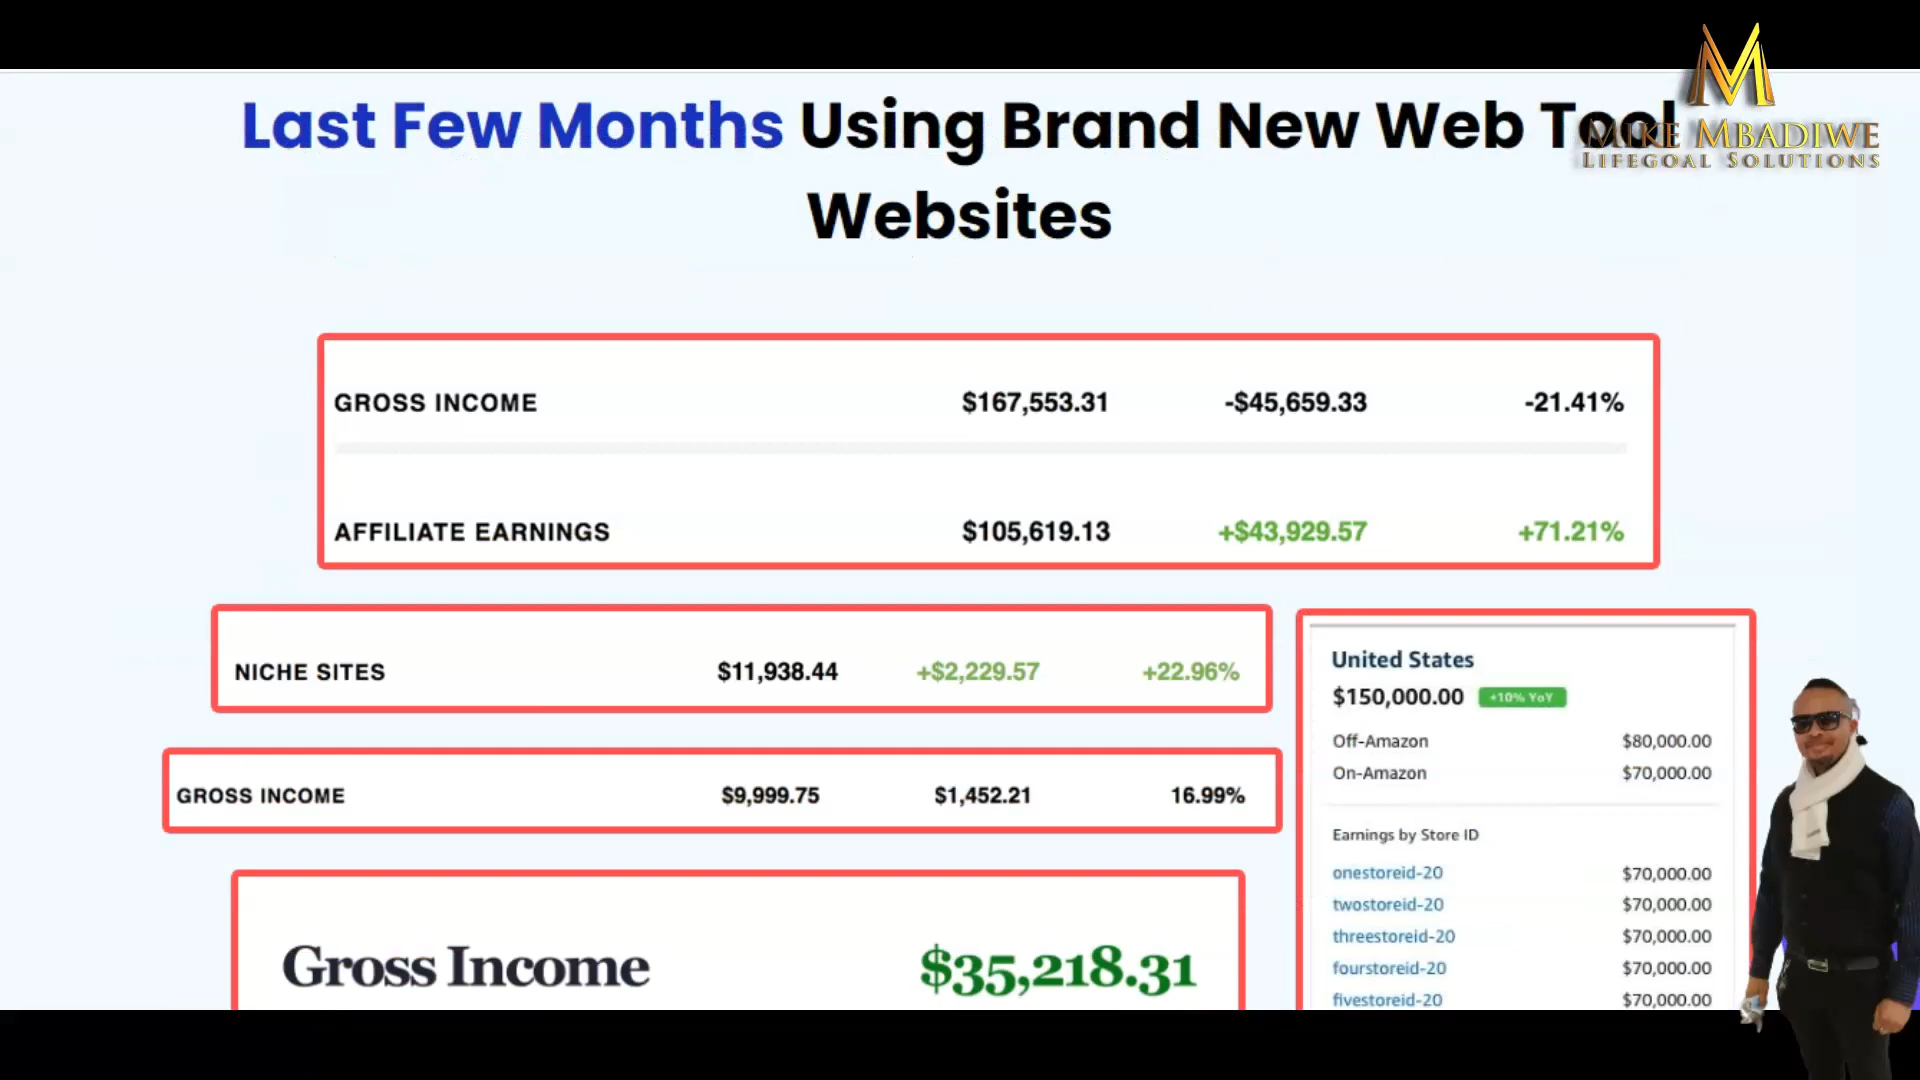 Last Few Months Using Brand New Web Tool
Websites
MIKE MBADIWE
LIFEGOAL SOLUTIONS
GROSS INCOME $167,553.31 -$45,659.33 -21.41%
AFFILIATE EARNINGS $105,619.13 +$43,929.57 +71.21%
NICHE SITES $11,938.44 +$2,229.57 +22.96%
GROSS INCOME $9,999.75 $1,452.21 16.99%
Gross Income $35,218.31
United States
$150,000.00 +10% YoY
Off-Amazon $80,000.00
On-Amazon $70,000.00
Earnings by Store ID
onestoreid-20 $70,000.00
twostoreid-20 $70,000.00
threestoreid-20 $70,000.00
fourstoreid-20 $70,000.00
fivestoreid-20 $70,000.00